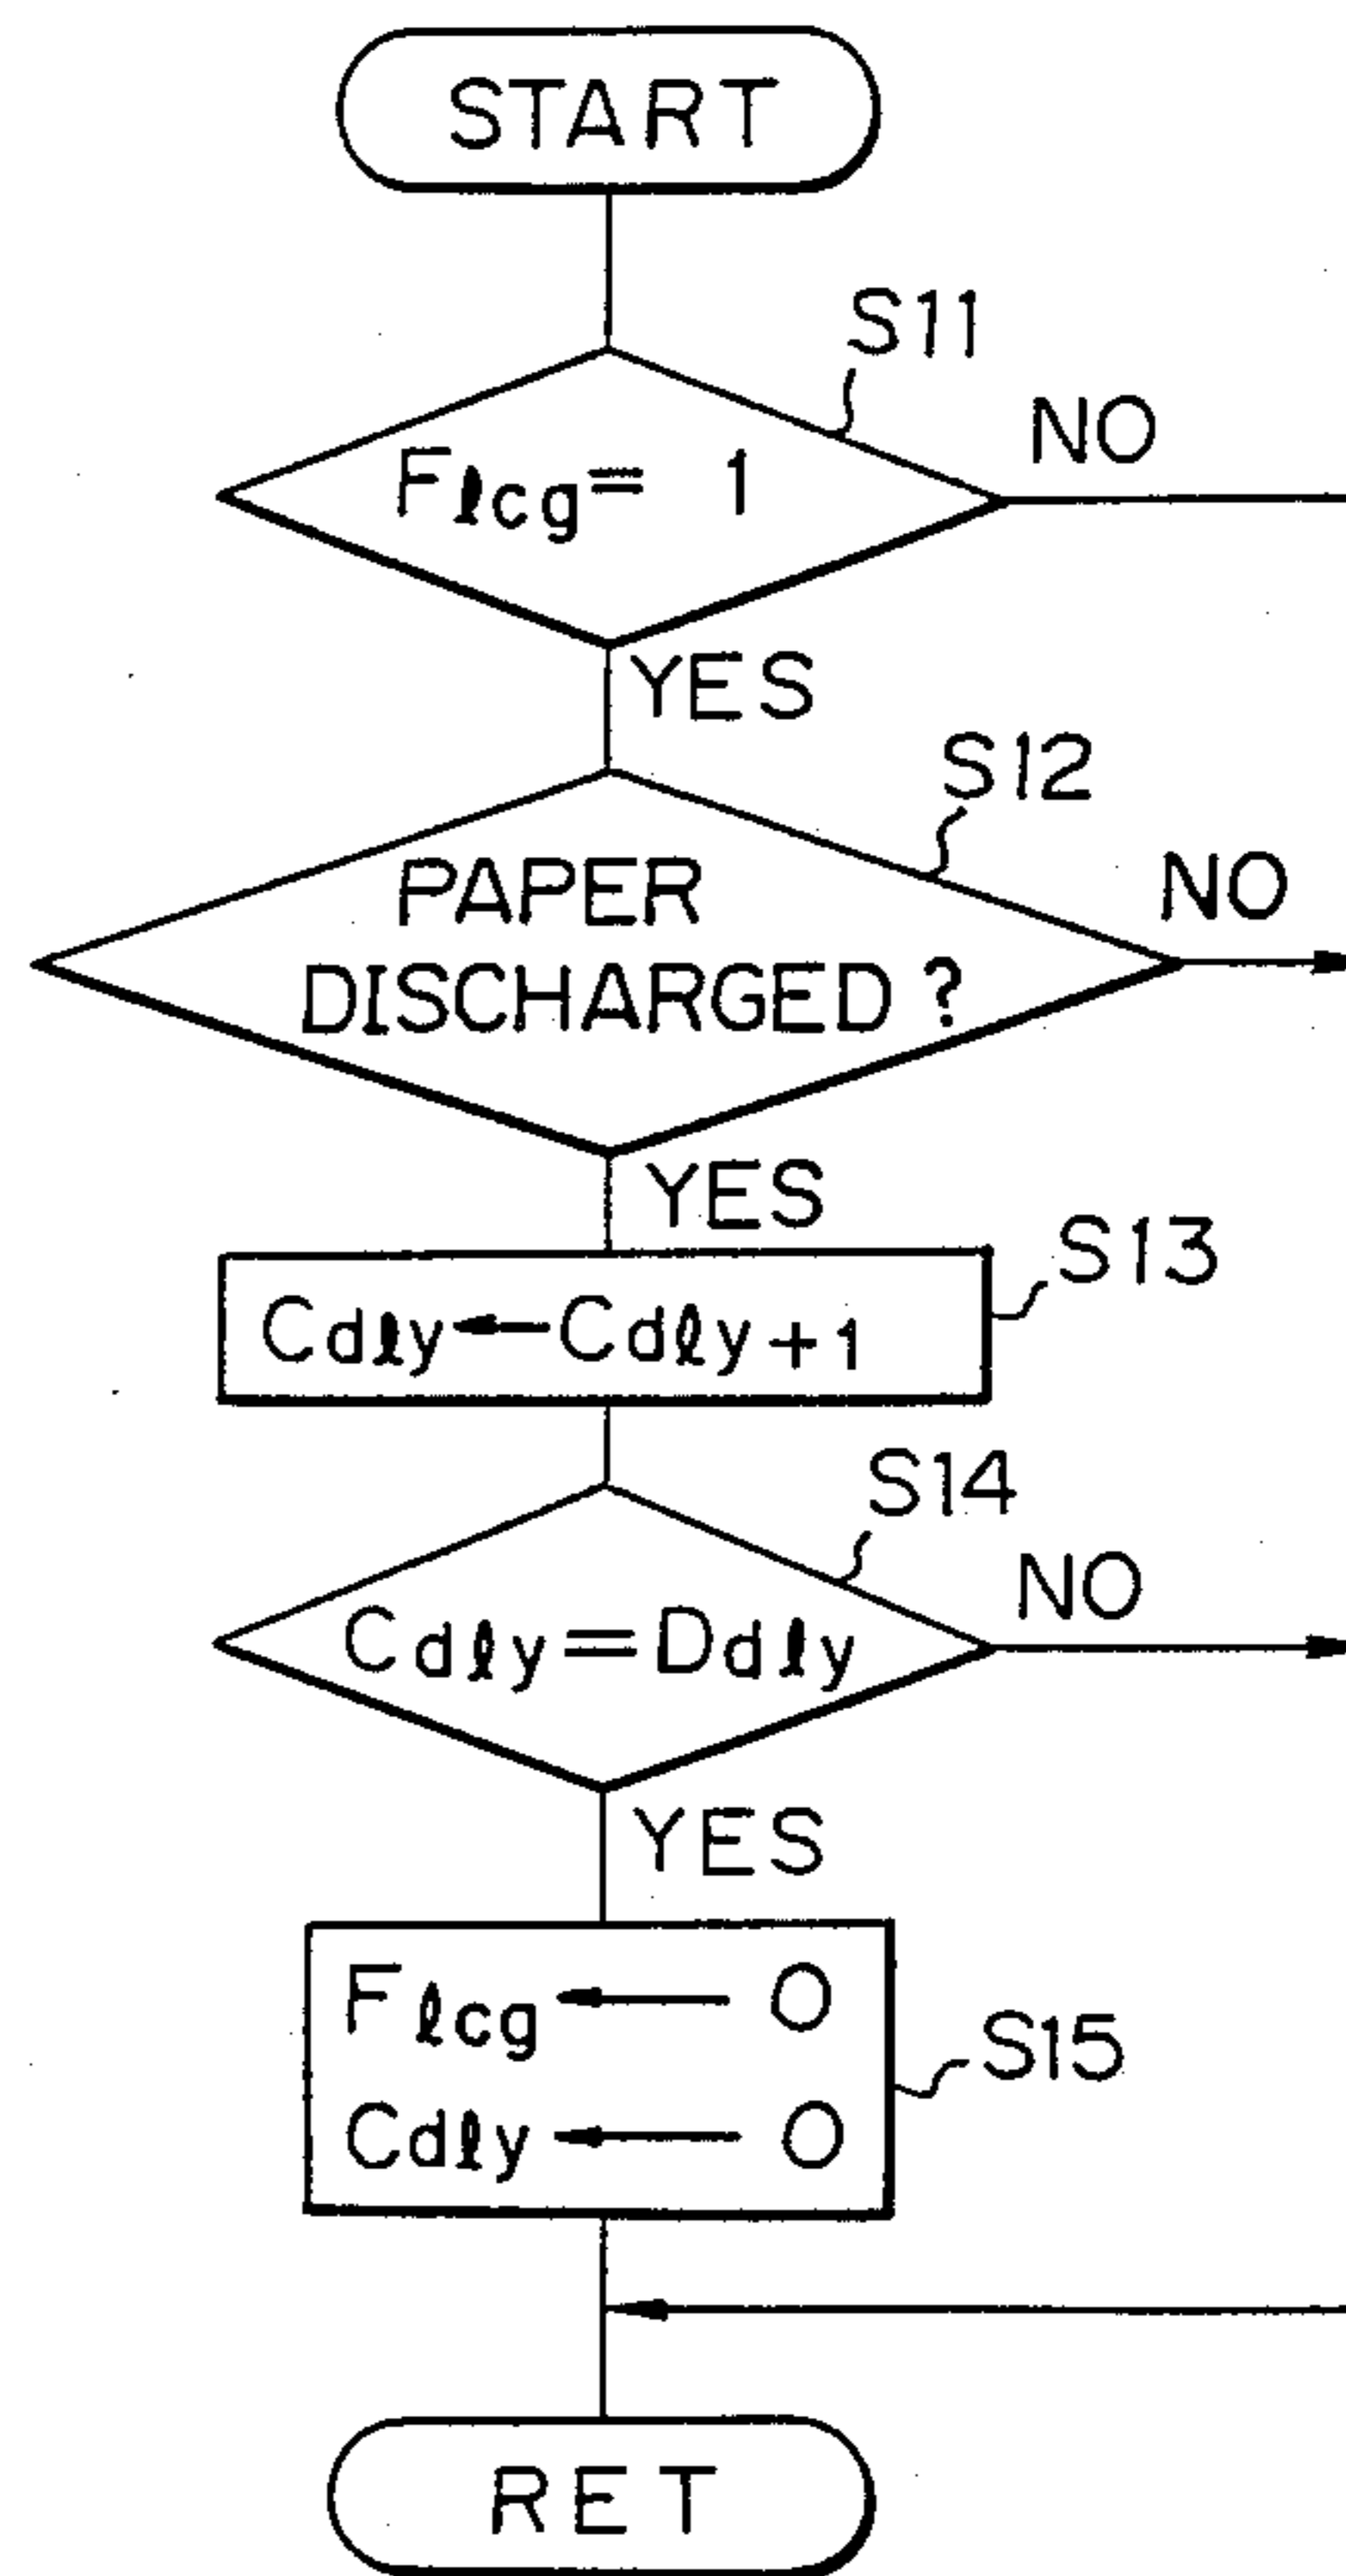 START
S11
Fℓcg = 1
NO
YES
S12
PAPER
DISCHARGED ?
NO
YES
S13
Cdℓy ← Cdℓy + 1
S14
Cdℓy = Ddℓy
NO
YES
Fℓcg ← 0
S15
Cdℓy ← 0
RET